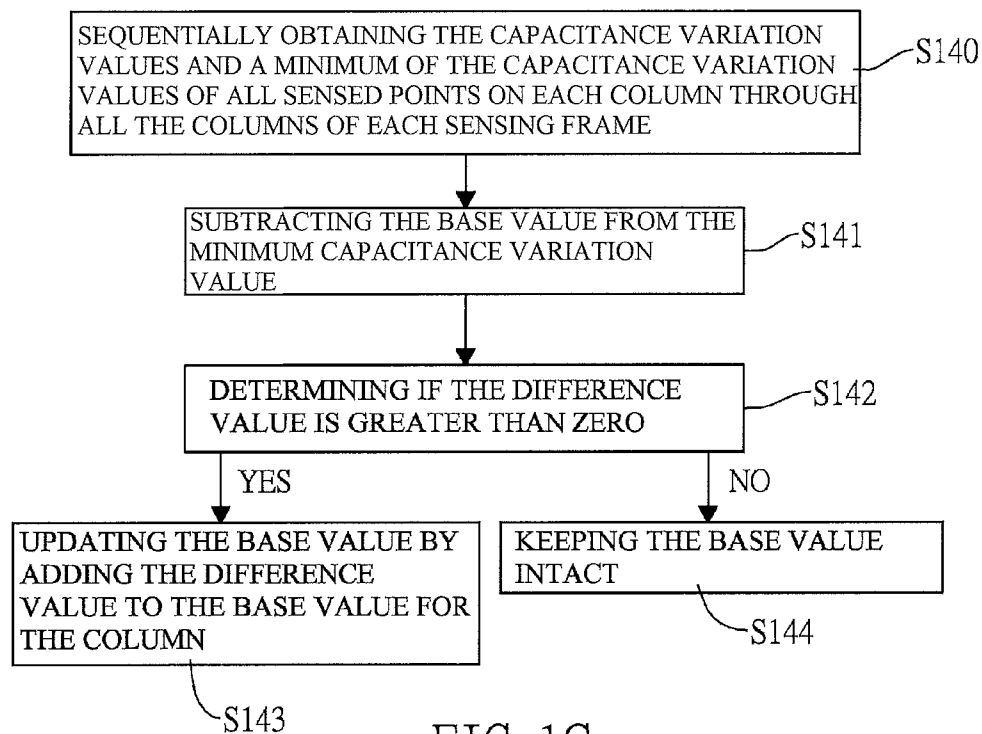 SEQUENTIALLY OBTAINING THE CAPACITANCE VARIATION
VALUES AND A MINIMUM OF THE CAPACITANCE VARIATION
VALUES OF ALL SENSED POINTS ON EACH COLUMN THROUGH
ALL THE COLUMNS OF EACH SENSING FRAME
S140
SUBTRACTING THE BASE VALUE FROM THE
MINIMUM CAPACITANCE VARIATION
VALUE
S141
DETERMINING IF THE DIFFERENCE
VALUE IS GREATER THAN ZERO
S142
YES
NO
UPDATING THE BASE VALUE BY
ADDING THE DIFFERENCE
VALUE TO THE BASE VALUE FOR
THE COLUMN
S143
KEEPING THE BASE VALUE
INTACT
S144